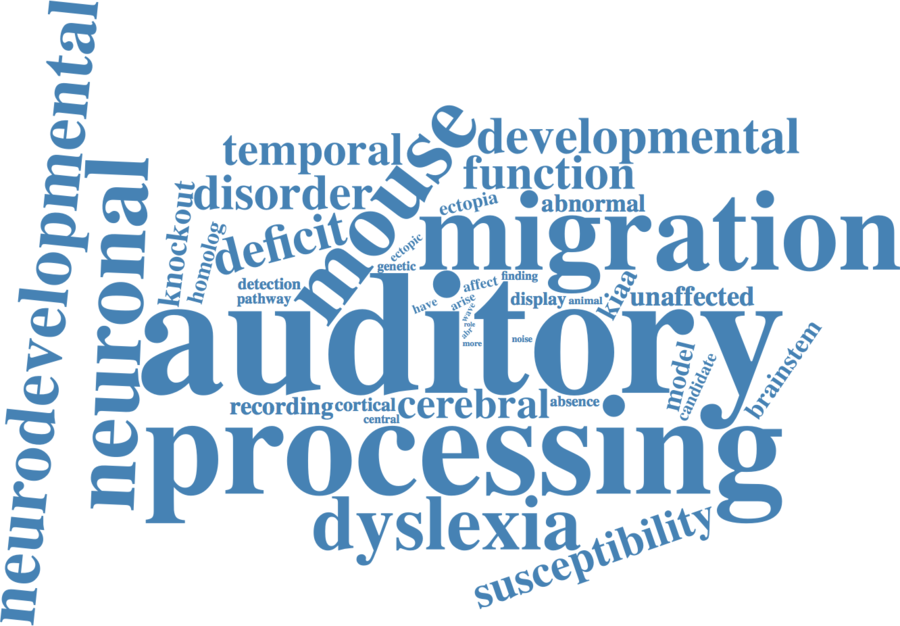 neurodevelopmental
neuronal
mouse
developmental
temporal
function
disorder
knockout
homolog
deficit
ectopia
abnormal
migration
ectopic
genetic
detection
pathway
affect
finding
have
arise
display
animal
kiaa
unaffected
auditory
wave
role
abr
more
noise
model
candidate
brainstem
recording
cortical
cerebral
absence
central
processing
dyslexia
susceptibility